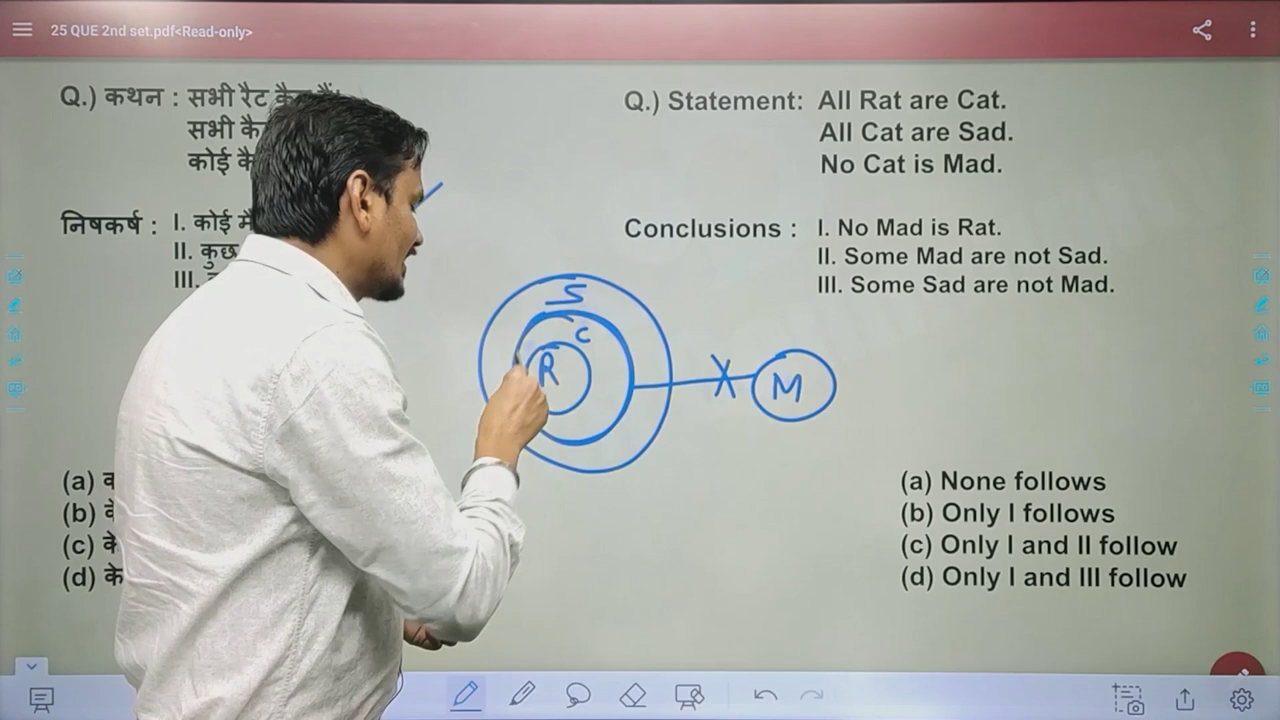 25 QUE 2nd set.pdf<Read-only>
Q.) कथन : सभी रैट
सभी
कोई
निषकर्ष : I. कोई
II. कुछ
III.
(a)
(b)
(c)
(d)
Q.) Statement: All Rat are Cat.
All Cat are Sad.
No Cat is Mad.
Conclusions : I. No Mad is Rat.
II. Some Mad are not Sad.
III. Some Sad are not Mad.
S
C
R
M
(a) None follows
(b) Only I follows
(c) Only I and II follow
(d) Only I and III follow